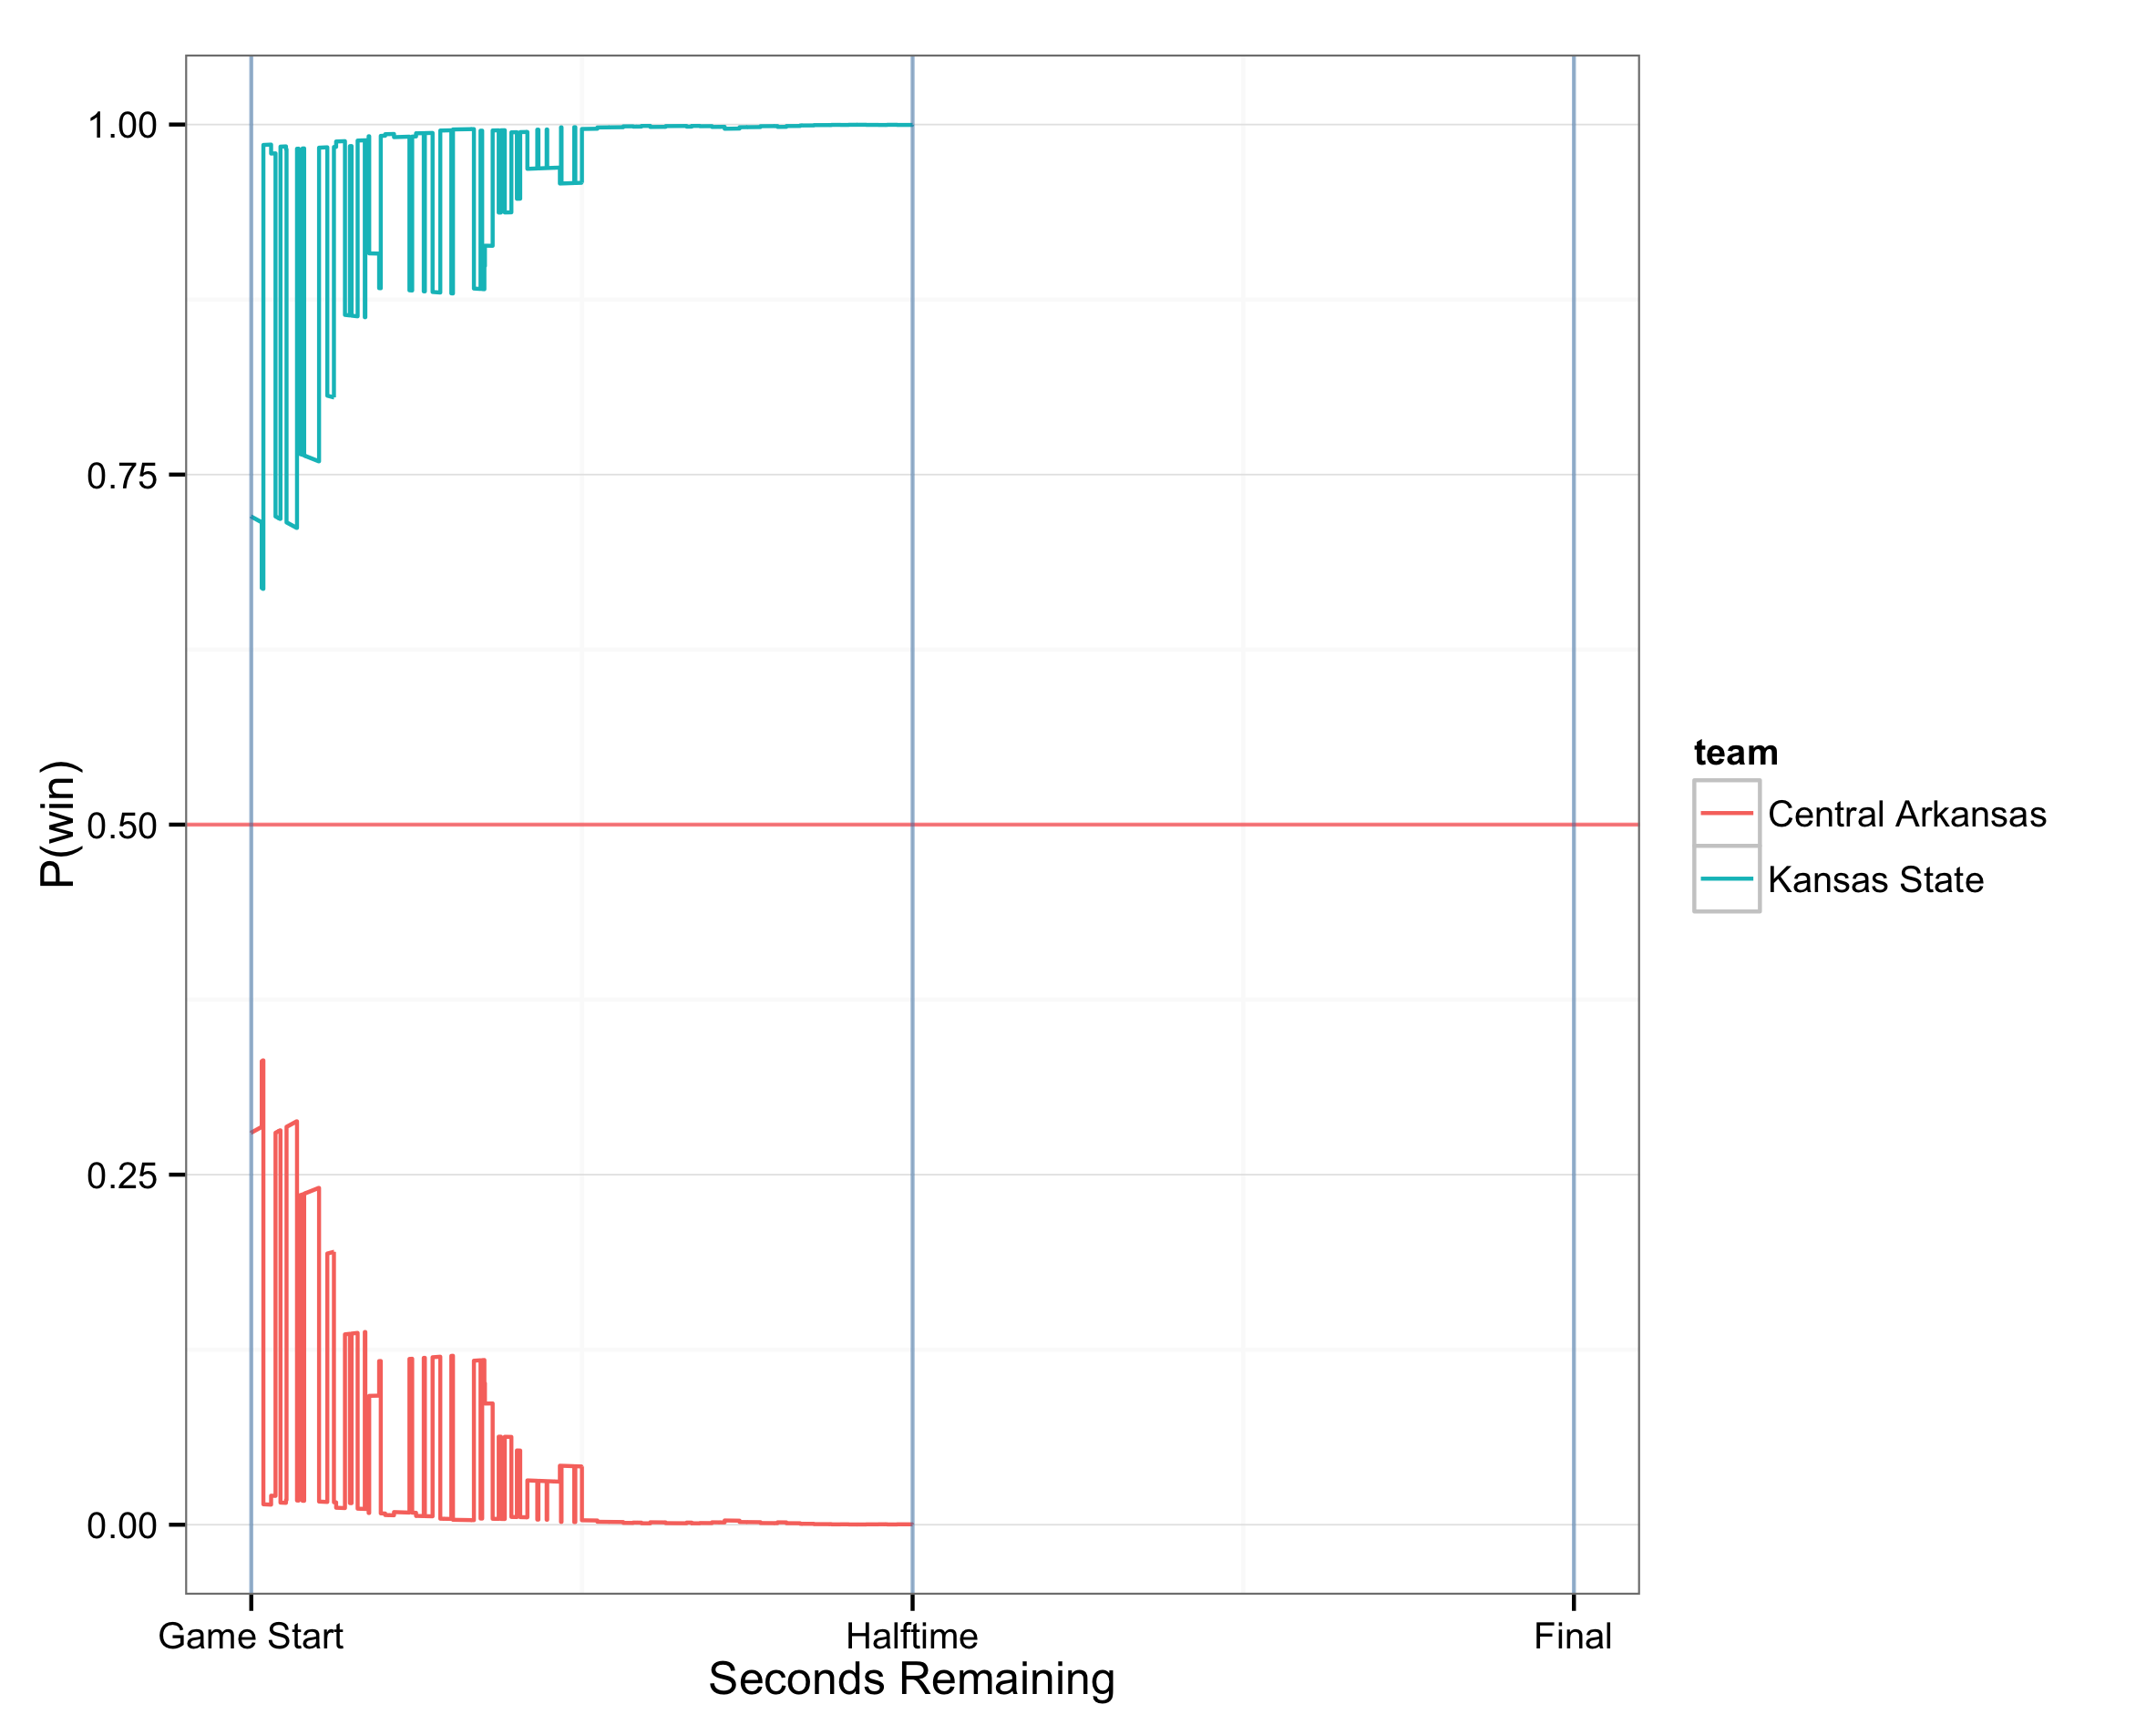 1.00
0.75
0.50
0.25
0.00
P(win)
Game Start
Halftime
Final
Seconds Remaining
team
Central Arkansas
Kansas State